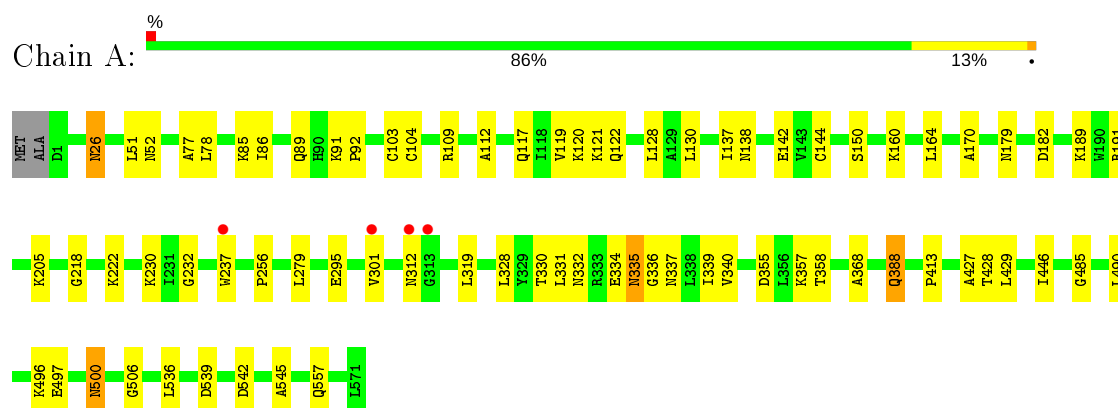 %
Chain A:
86% 13% •
MET ALA D1 N26 L51 N52 A77 L78 K85 I86 Q89 H90 K91 P92 C103 C104 R109 A112 Q117 I118 V119 K120 K121 Q122 L128 A129 L130 I137 N138 E142 V143 C144 S150 K160 L164 A170 N179 D182 K189 W190 R191
K205 G218 K222 K230 I231 G232 W237 P256 L279 E295 V301 N312 G313 L319 L328 Y329 T330 L331 N332 R333 E334 N335 G336 N337 L338 I339 V340 D355 L356 K357 T358 A368 Q388 P413 A427 T428 L429 I446 G485 L490
K496 E497 N500 G506 L536 D539 D542 A545 Q557 L571